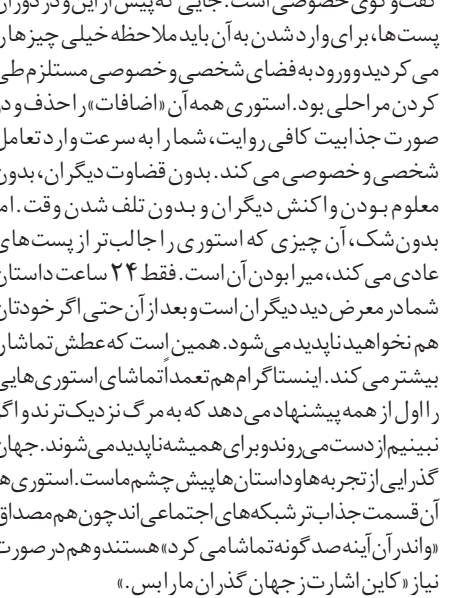 گفت‌وگوی خصوصی است. جایی که پیش از این و در دوران
پست‌ها، برای وارد شدن به آن باید ملاحظه خیلی چیزها را
می‌کردید و ورود به فضای شخصی و خصوصی مستلزم طی
کردن مراحلی بود. استوری همه آن «اضافات» را حذف و در
صورت جذابیت کافی روایت، شما را به سرعت وارد تعامل
شخصی و خصوصی می‌کند. بدون قضاوت دیگران، بدون
معلوم بودن واکنش دیگران و بدون تلف شدن وقت. اما
بدون شک، آن چیزی که استوری را جالب‌تر از پست‌های
عادی می‌کند، میرا بودن آن است. فقط ۲۴ ساعت داستان
شما در معرض دید دیگران است و بعد از آن حتی اگر خودتان
هم نخواهید ناپدید می‌شود. همین است که عطش تماشا را
بیشتر می‌کند. اینستاگرام هم تعمداً تماشای استوری‌هایی
را اول از همه پیشنهاد می‌دهد که به مرگ نزدیک‌ترند و اگر
نبینیم از دست می‌روند و برای همیشه ناپدید می‌شوند. جهان
گذرایی از تجربه‌ها و داستان‌ها پیش چشم ماست. استوری‌ها
آن قسمت جذاب‌تر شبکه‌های اجتماعی‌اند چون هم مصداق
«واندر آن آینه صد گونه تماشا می‌کرد» هستند و هم در صورت
نیاز «کاین اشارت ز جهان گذران ما را بس.»